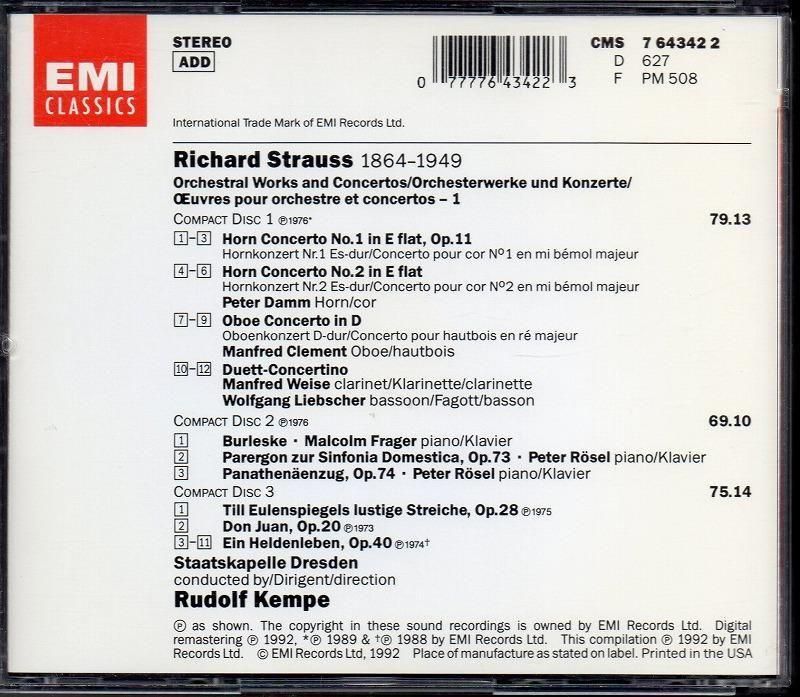 EMI
CLASSICS
STEREO
ADD
0 77776 43422 3
CMS 7 64342 2
D 627
F PM 508
International Trade Mark of EMI Records Ltd.
Richard Strauss 1864–1949
Orchestral Works and Concertos/Orchesterwerke und Konzerte/
Œuvres pour orchestre et concertos – 1
COMPACT DISC 1 ℗1976* 79.13
1–3 Horn Concerto No.1 in E flat, Op.11
Hornkonzert Nr.1 Es-dur/Concerto pour cor Nº1 en mi bémol majeur
4–6 Horn Concerto No.2 in E flat
Hornkonzert Nr.2 Es-dur/Concerto pour cor Nº2 en mi bémol majeur
Peter Damm Horn/cor
7–9 Oboe Concerto in D
Oboenkonzert D-dur/Concerto pour hautbois en ré majeur
Manfred Clement Oboe/hautbois
10–12 Duett-Concertino
Manfred Weise clarinet/Klarinette/clarinette
Wolfgang Liebscher bassoon/Fagott/basson
COMPACT DISC 2 ℗1976 69.10
1 Burleske · Malcolm Frager piano/Klavier
2 Parergon zur Sinfonia Domestica, Op.73 · Peter Rösel piano/Klavier
3 Panathenäenzug, Op.74 · Peter Rösel piano/Klavier
COMPACT DISC 3 75.14
1 Till Eulenspiegels lustige Streiche, Op.28 ℗1975
2 Don Juan, Op.20 ℗1973
3–11 Ein Heldenleben, Op.40 ℗1974†
Staatskapelle Dresden
conducted by/Dirigent/direction
Rudolf Kempe
℗ as shown. The copyright in these sound recordings is owned by EMI Records Ltd. Digital
remastering ℗ 1992, *℗ 1989 & †℗ 1988 by EMI Records Ltd. This compilation ℗ 1992 by EMI
Records Ltd. © EMI Records Ltd, 1992 Place of manufacture as stated on label. Printed in the USA